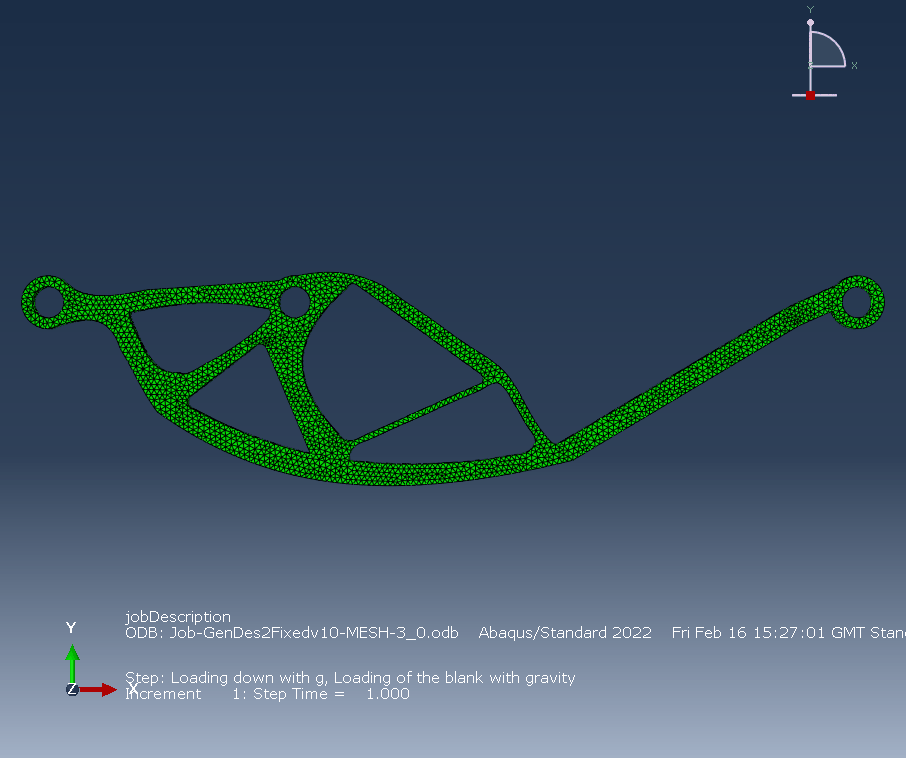 Y
X
Z
jobDescription
ODB: Job-GenDes2Fixedv10-MESH-3_0.odb Abaqus/Standard 2022 Fri Feb 16 15:27:01 GMT Stan
Y
Step: Loading down with g, Loading of the blank with gravity
Z X
Increment 1: Step Time = 1.000